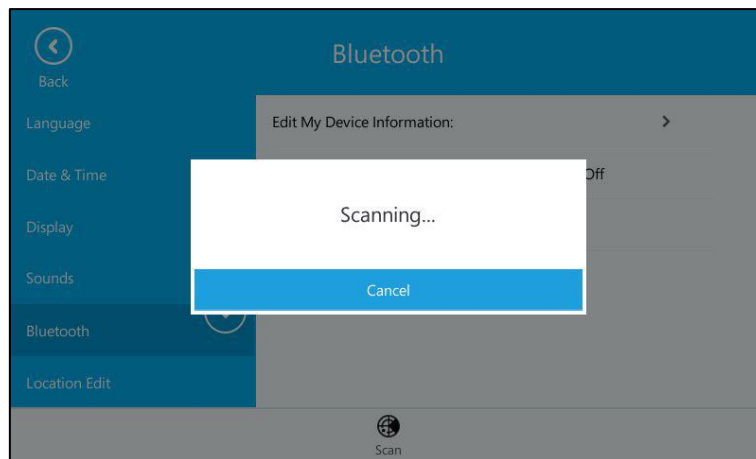 Back
Bluetooth
Language
Edit My Device Information:
Date & Time
Off
Display
Scanning...
Sounds
Cancel
Bluetooth
Location Edit
Scan